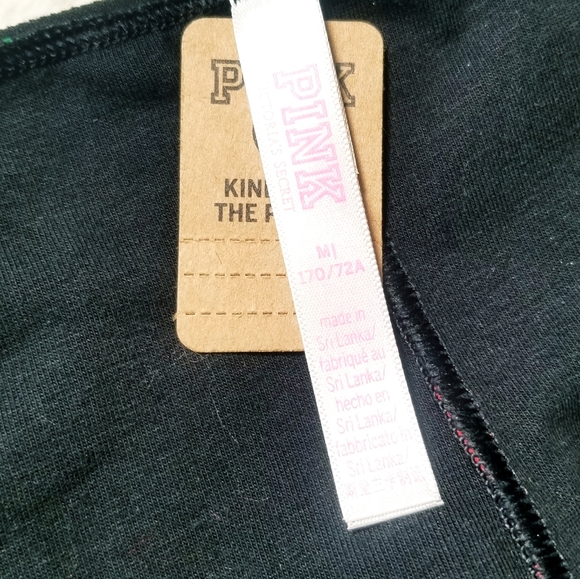 P K
KIN
THE P
PINK
VICTORIA'S SECRET
M|
170/72A
made in
Sri Lanka/
fabriqué au
Sri Lanka/
hecho en
Sri Lanka/
fabbricato in
Sri Lanka/